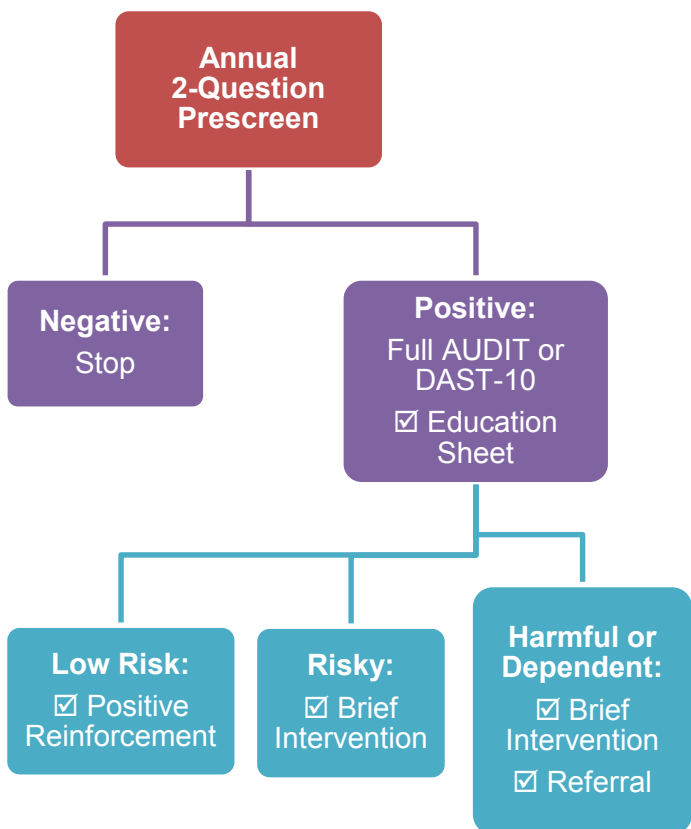 Annual
2-Question
Prescreen
Negative:
Stop
Positive:
Full AUDIT or
DAST-10
☑ Education
Sheet
Low Risk:
☑ Positive
Reinforcement
Risky:
☑ Brief
Intervention
Harmful or
Dependent:
☑ Brief
Intervention
☑ Referral